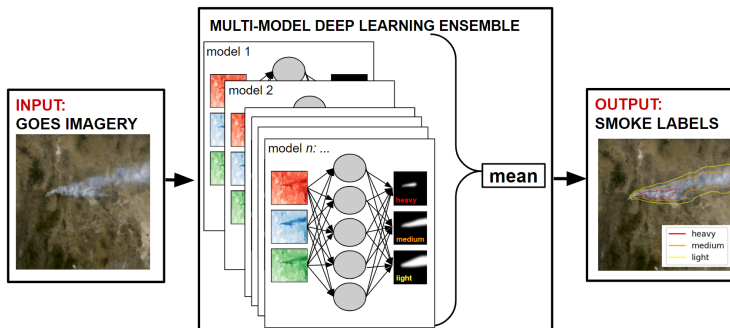 MULTI-MODEL DEEP LEARNING ENSEMBLE
model 1
model 2
model n: ...
INPUT:
GOES IMAGERY
heavy
medium
light
mean
OUTPUT:
SMOKE LABELS
heavy
medium
light